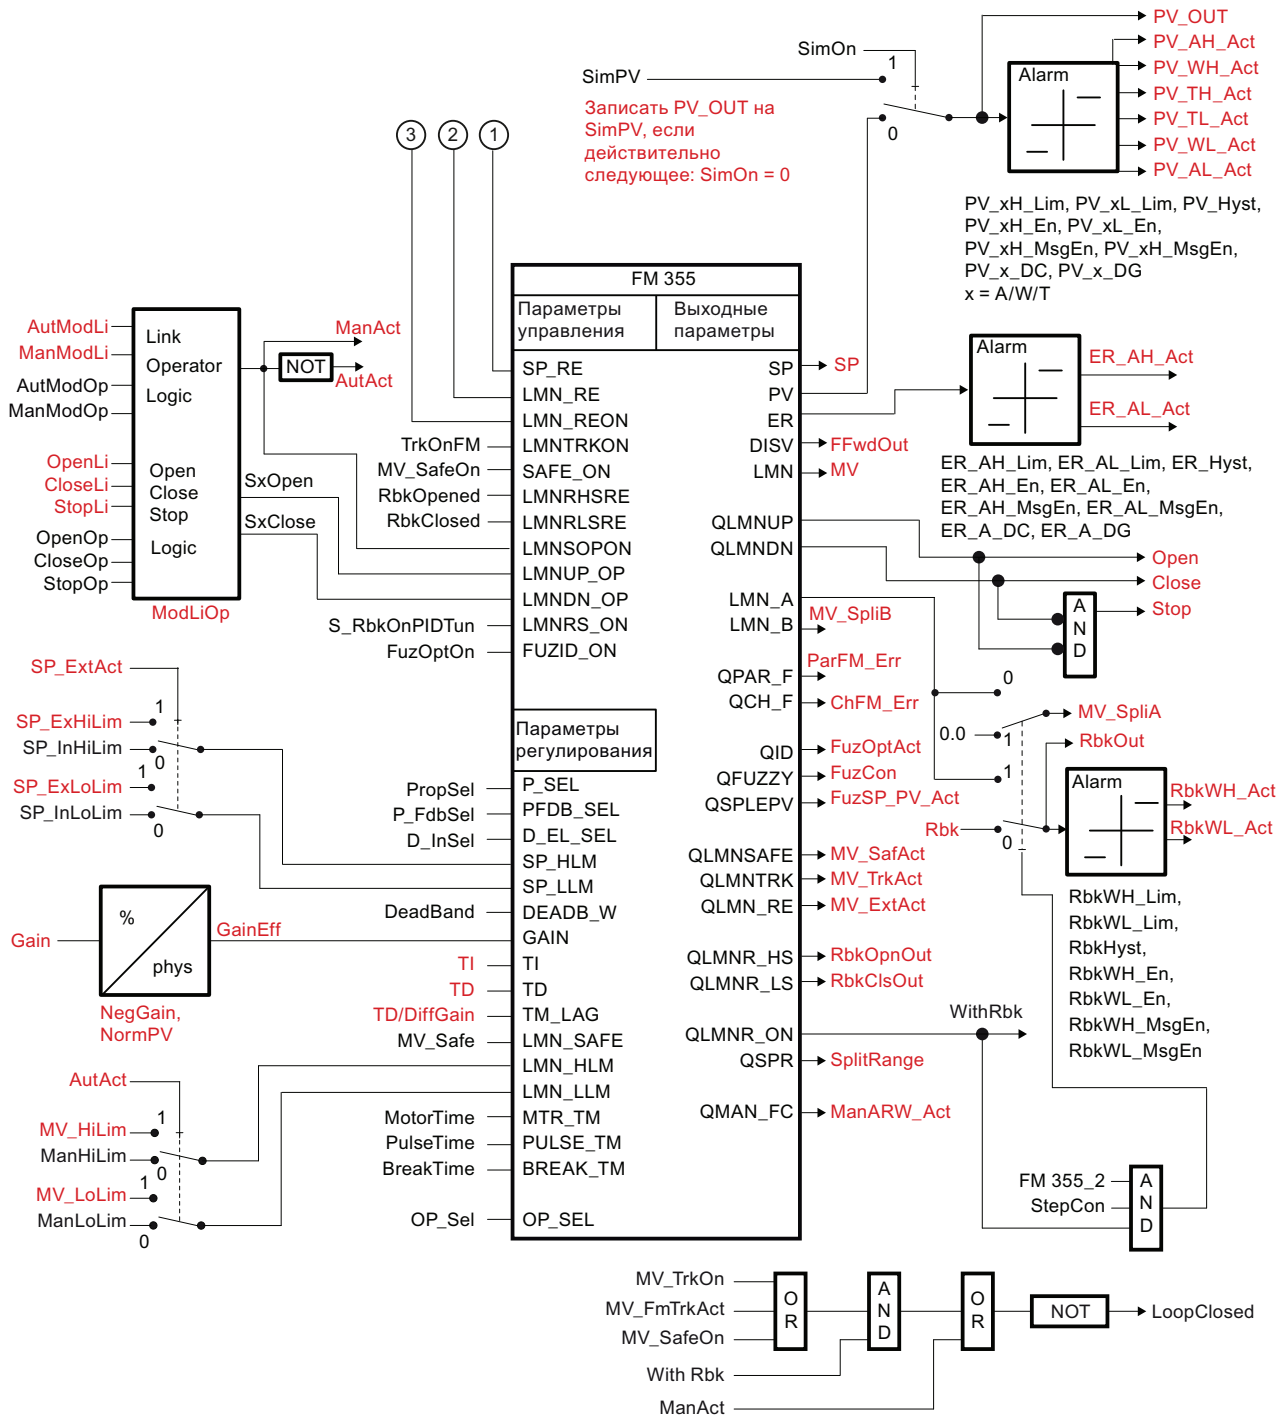 SimOn
SimPV
1
0
Записать PV_OUT на
SimPV, если
действительно
следующее: SimOn = 0
Alarm
PV_OUT
PV_AH_Act
PV_WH_Act
PV_TH_Act
PV_TL_Act
PV_WL_Act
PV_AL_Act
PV_xH_Lim, PV_xL_Lim, PV_Hyst,
PV_xH_En, PV_xL_En,
PV_xH_MsgEn, PV_xH_MsgEn,
PV_x_DC, PV_x_DG
x = A/W/T
3
2
1
AutModLi
ManModLi
AutModOp
ManModOp
OpenLi
CloseLi
StopLi
OpenOp
CloseOp
StopOp
Link
Operator
Logic
Open
Close
Stop
Logic
ModLiOp
NOT
ManAct
AutAct
SxOpen
SxClose
FM 355
Параметры
управления
Выходные
параметры
TrkOnFM
MV_SafeOn
RbkOpened
RbkClosed
S_RbkOnPIDTun
FuzOptOn
SP_RE
LMN_RE
LMN_REON
LMNTRKON
SAFE_ON
LMNRHSRE
LMNRLSRE
LMNSOPON
LMNUP_OP
LMNDN_OP
LMNRS_ON
FUZID_ON
Параметры
регулирования
PropSel
P_FdbSel
D_InSel
DeadBand
TI
TD
TD/DiffGain
MV_Safe
MotorTime
PulseTime
BreakTime
OP_Sel
P_SEL
PFDB_SEL
D_EL_SEL
SP_HLM
SP_LLM
DEADB_W
GAIN
TI
TD
TM_LAG
LMN_SAFE
LMN_HLM
LMN_LLM
MTR_TM
PULSE_TM
BREAK_TM
OP_SEL
SP_ExtAct
1
SP_ExHiLim
SP_InHiLim
0
1
SP_ExLoLim
SP_InLoLim
0
Gain
%
phys
GainEff
NegGain,
NormPV
AutAct
1
MV_HiLim
ManHiLim
0
1
MV_LoLim
ManLoLim
0
SP
PV
ER
DISV
LMN
QLMNUP
QLMNDN
LMN_A
LMN_B
QPAR_F
QCH_F
QID
QFUZZY
QSPLEPV
QLMNSAFE
QLMNTRK
QLMN_RE
QLMNR_HS
QLMNR_LS
QLMNR_ON
QSPR
QMAN_FC
SP
FFwdOut
MV
MV_SpliB
ParFM_Err
ChFM_Err
FuzOptAct
FuzCon
FuzSP_PV_Act
MV_SafAct
MV_TrkAct
MV_ExtAct
RbkOpnOut
RbkClsOut
WithRbk
SplitRange
ManARW_Act
Alarm
ER_AH_Act
ER_AL_Act
ER_AH_Lim, ER_AL_Lim, ER_Hyst,
ER_AH_En, ER_AL_En,
ER_AH_MsgEn, ER_AL_MsgEn,
ER_A_DC, ER_A_DG
Open
Close
Stop
A
N
D
0
0.0
1
1
Rbk
0
MV_SpliA
RbkOut
Alarm
RbkWH_Act
RbkWL_Act
RbkWH_Lim,
RbkWL_Lim,
RbkHyst,
RbkWH_En,
RbkWL_En,
RbkWH_MsgEn,
RbkWL_MsgEn
FM 355_2
StepCon
A
N
D
MV_TrkOn
MV_FmTrkAct
MV_SafeOn
With Rbk
ManAct
O
R
A
N
D
O
R
NOT
LoopClosed